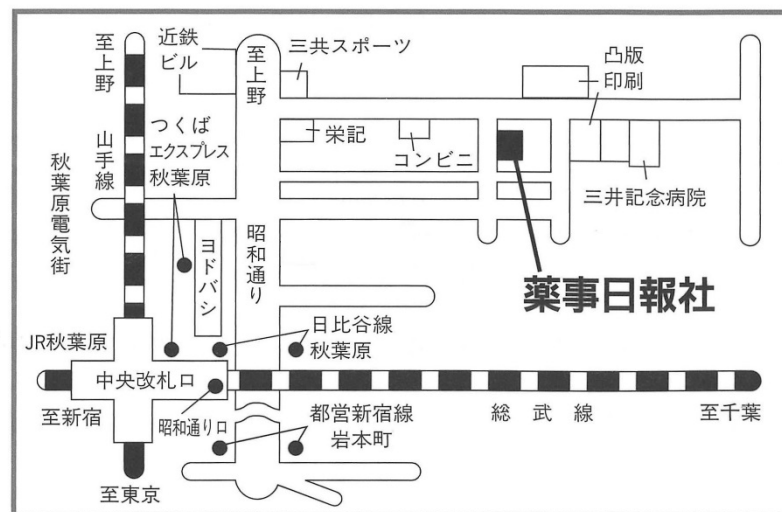 至上野
近鉄
ビル
至上野
三共スポーツ
凸版
印刷
山手線
つくば
エクスプレス
秋葉原
栄記
コンビニ
三井記念病院
秋葉原電気街
ヨドバシ
昭和通り
薬事日報社
JR秋葉原
日比谷線
秋葉原
中央改札口
至新宿
昭和通り口
都営新宿線
岩本町
総武線
至千葉
至東京